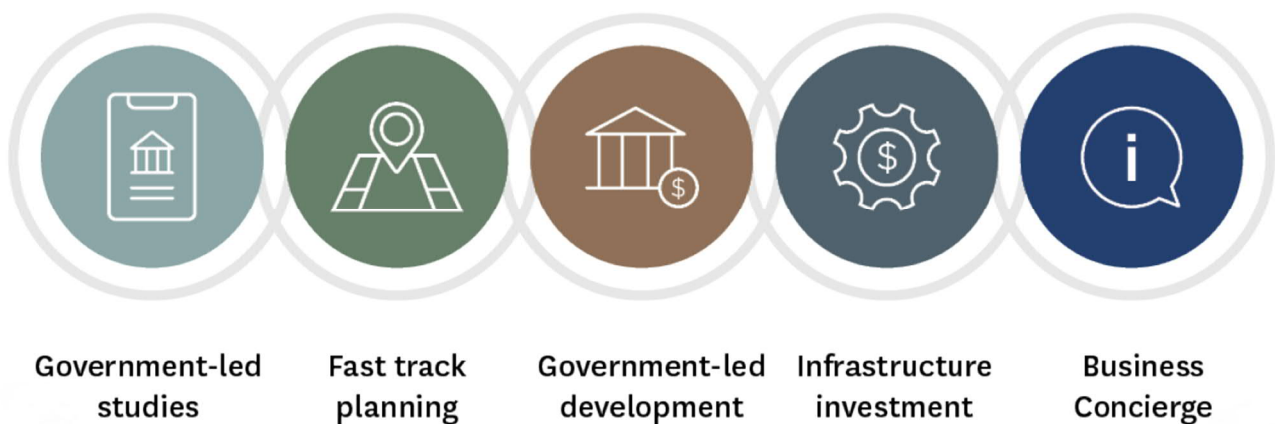 $
$
i
Government-led
studies
Fast track
planning
Government-led
development
Infrastructure
investment
Business
Concierge